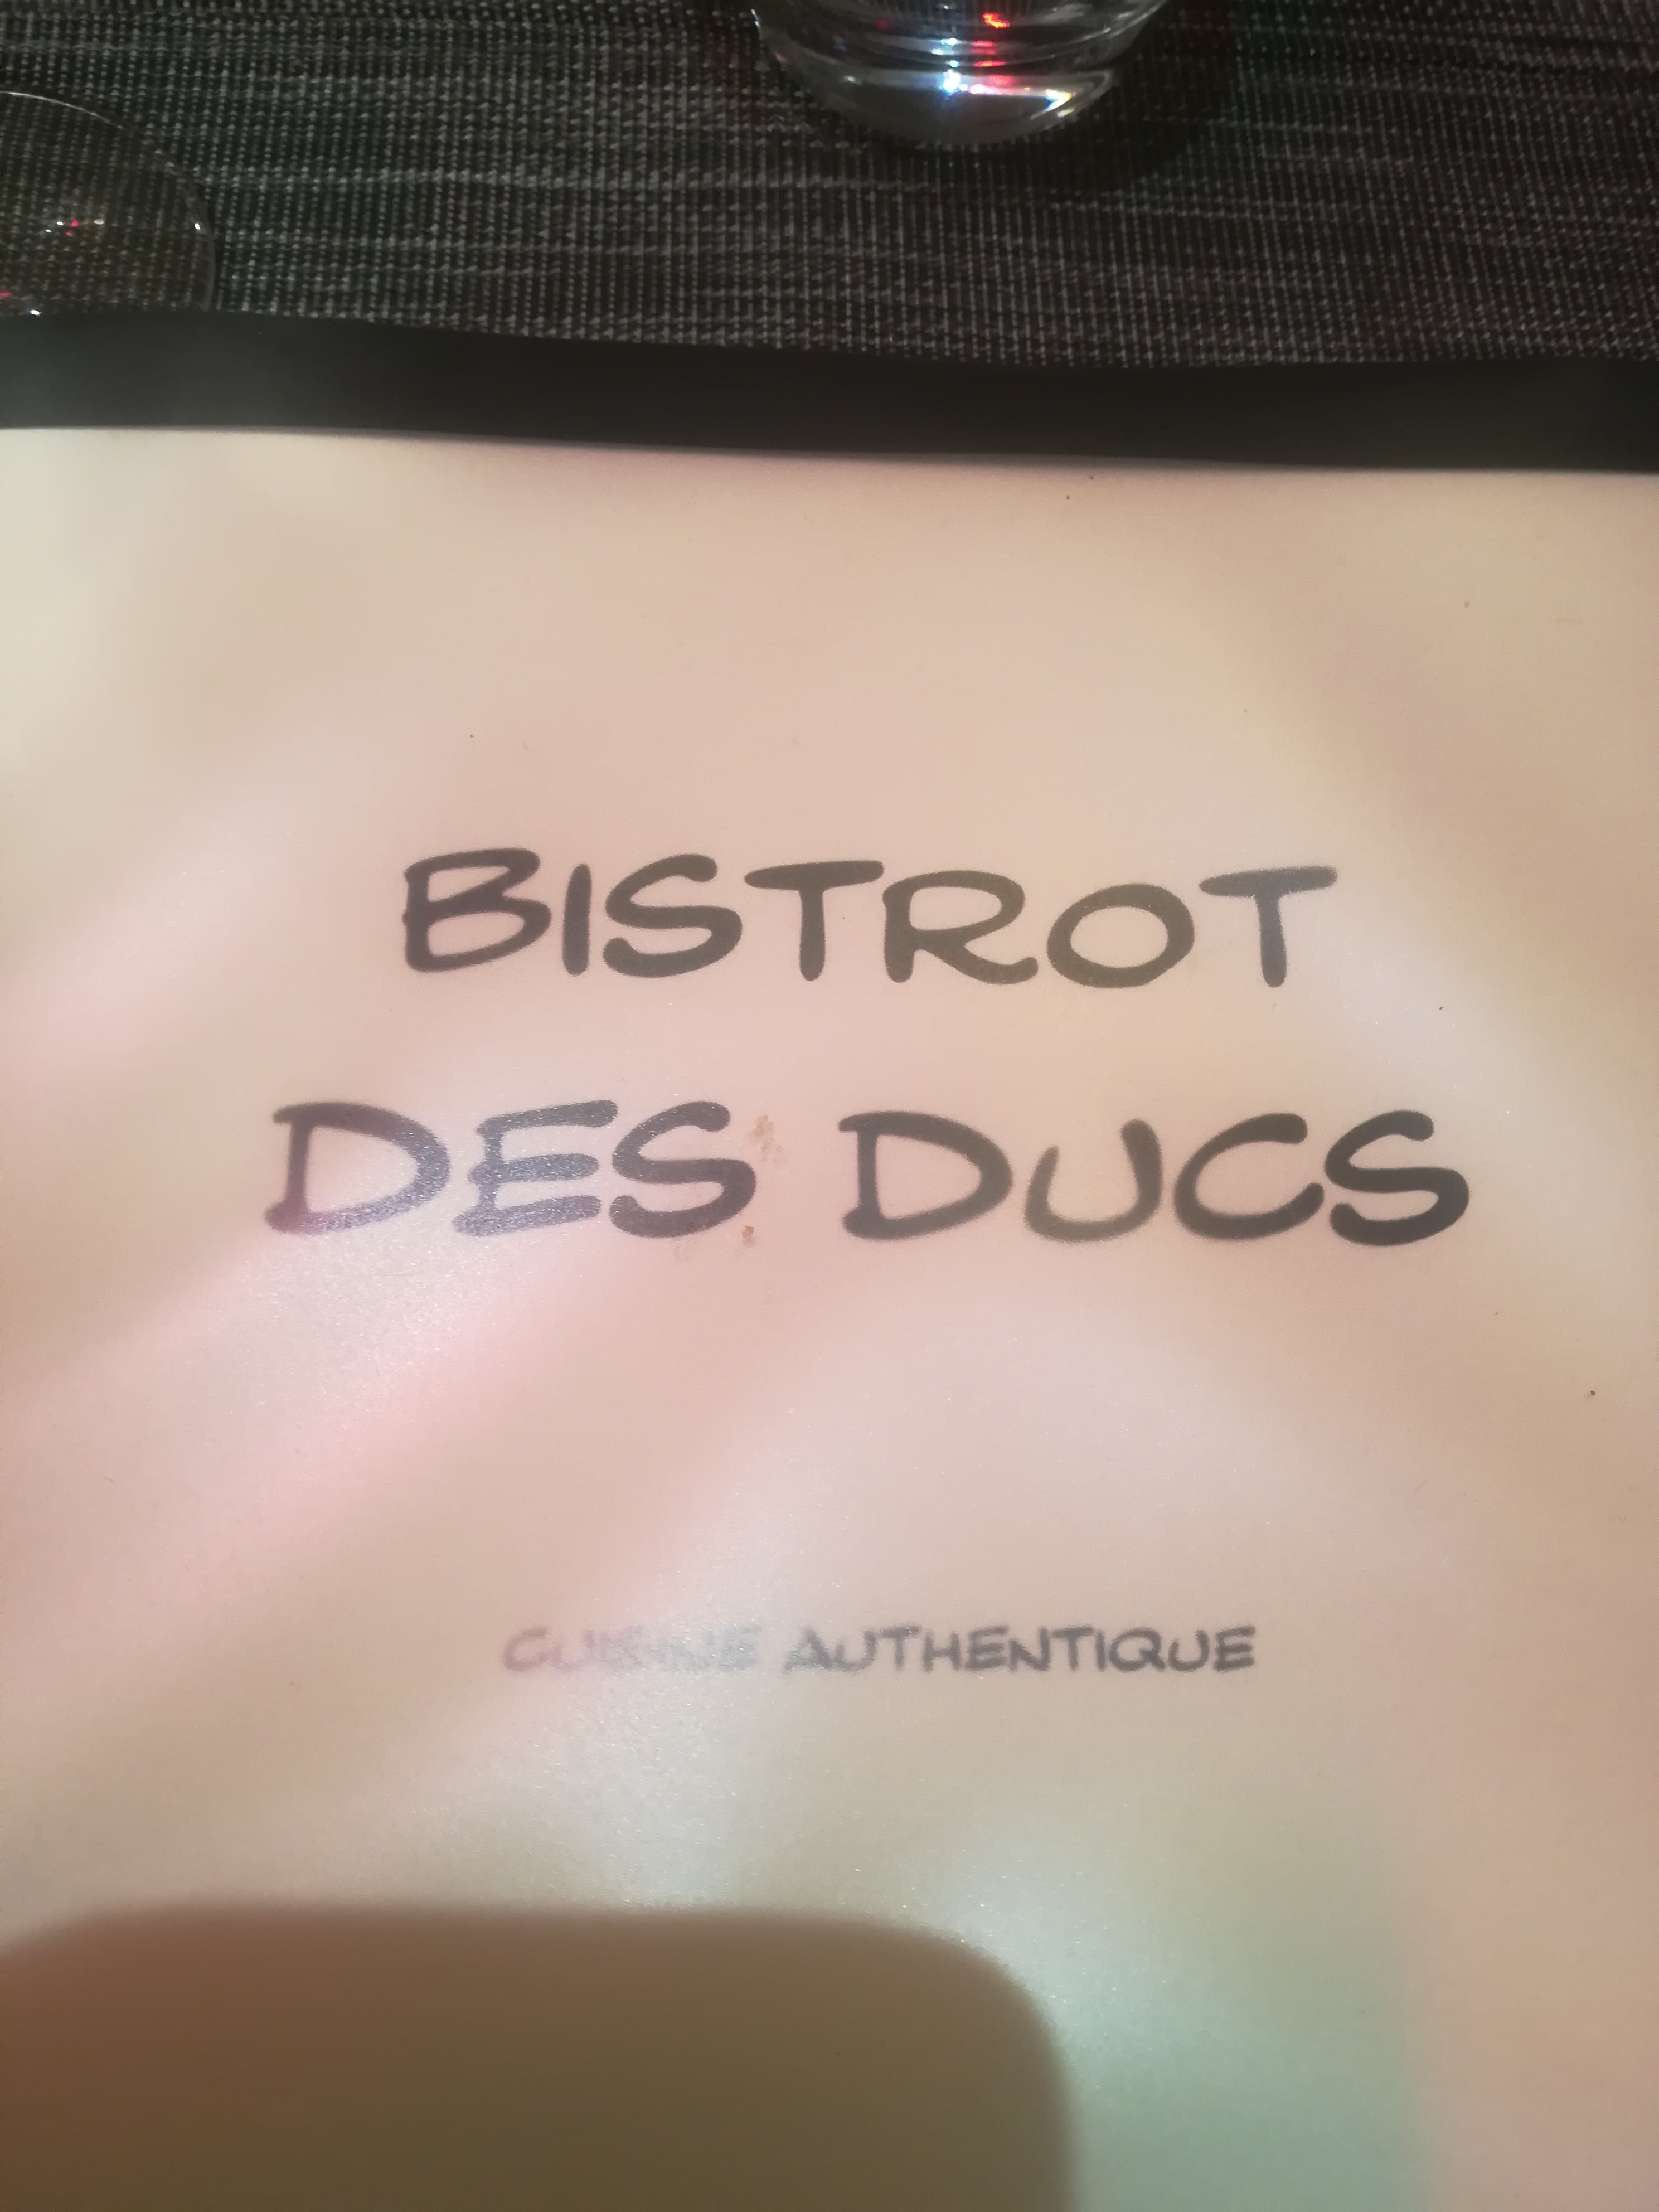 BISTROT
DES DUCS
CUISINE AUTHENTIQUE